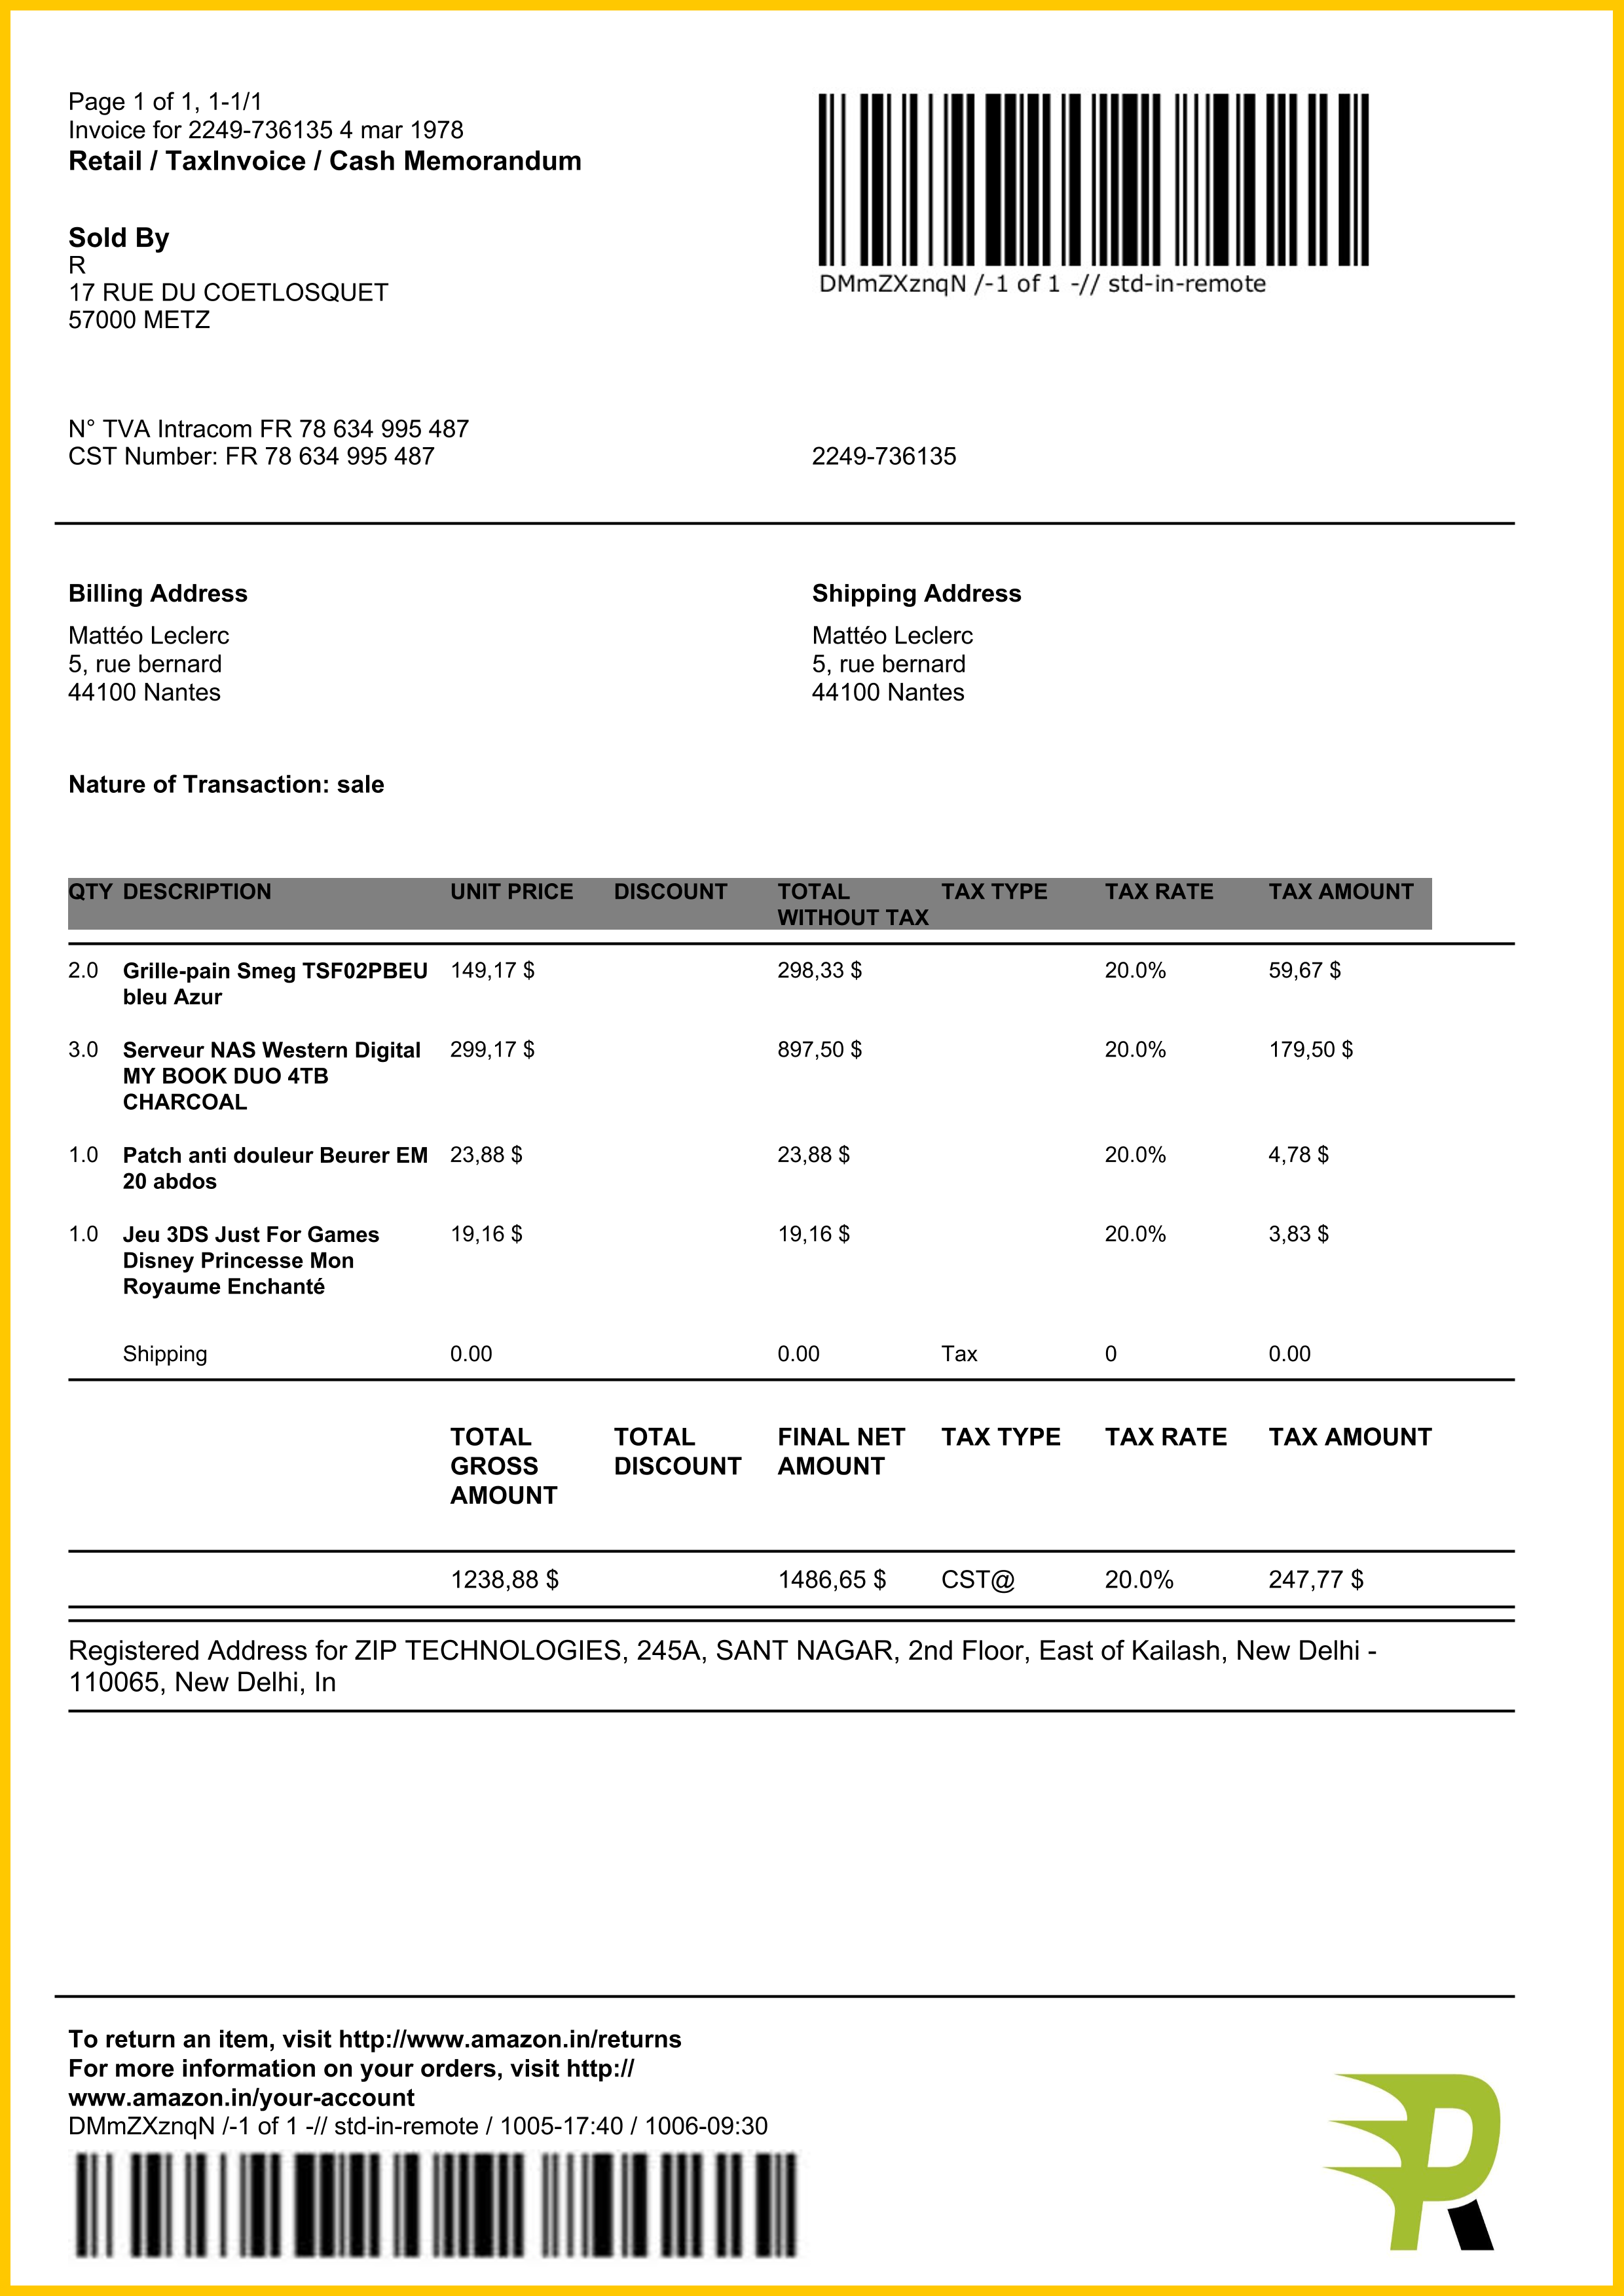 Page 1 of 1, 1-1/1
Invoice for 2249-736135 4 mar 1978
Retail / TaxInvoice / Cash Memorandum
DMmZXznqN /-1 of 1 -// std-in-remote
Sold By
R
17 RUE DU COETLOSQUET
57000 METZ
N° TVA Intracom FR 78 634 995 487
CST Number: FR 78 634 995 487
2249-736135
Billing Address
Mattéo Leclerc
5, rue bernard
44100 Nantes
Shipping Address
Mattéo Leclerc
5, rue bernard
44100 Nantes
Nature of Transaction: sale
QTY DESCRIPTION UNIT PRICE DISCOUNT TOTAL TAX TYPE TAX RATE TAX AMOUNT
WITHOUT TAX
2.0 Grille-pain Smeg TSF02PBEU 149,17 $ 298,33 $ 20.0% 59,67 $
bleu Azur
3.0 Serveur NAS Western Digital 299,17 $ 897,50 $ 20.0% 179,50 $
MY BOOK DUO 4TB
CHARCOAL
1.0 Patch anti douleur Beurer EM 23,88 $ 23,88 $ 20.0% 4,78 $
20 abdos
1.0 Jeu 3DS Just For Games 19,16 $ 19,16 $ 20.0% 3,83 $
Disney Princesse Mon
Royaume Enchanté
Shipping 0.00 0.00 Tax 0 0.00
TOTAL TOTAL FINAL NET TAX TYPE TAX RATE TAX AMOUNT
GROSS DISCOUNT AMOUNT
AMOUNT
1238,88 $ 1486,65 $ CST@ 20.0% 247,77 $
Registered Address for ZIP TECHNOLOGIES, 245A, SANT NAGAR, 2nd Floor, East of Kailash, New Delhi -
110065, New Delhi, In
To return an item, visit http://www.amazon.in/returns
For more information on your orders, visit http://
www.amazon.in/your-account
DMmZXznqN /-1 of 1 -// std-in-remote / 1005-17:40 / 1006-09:30
R